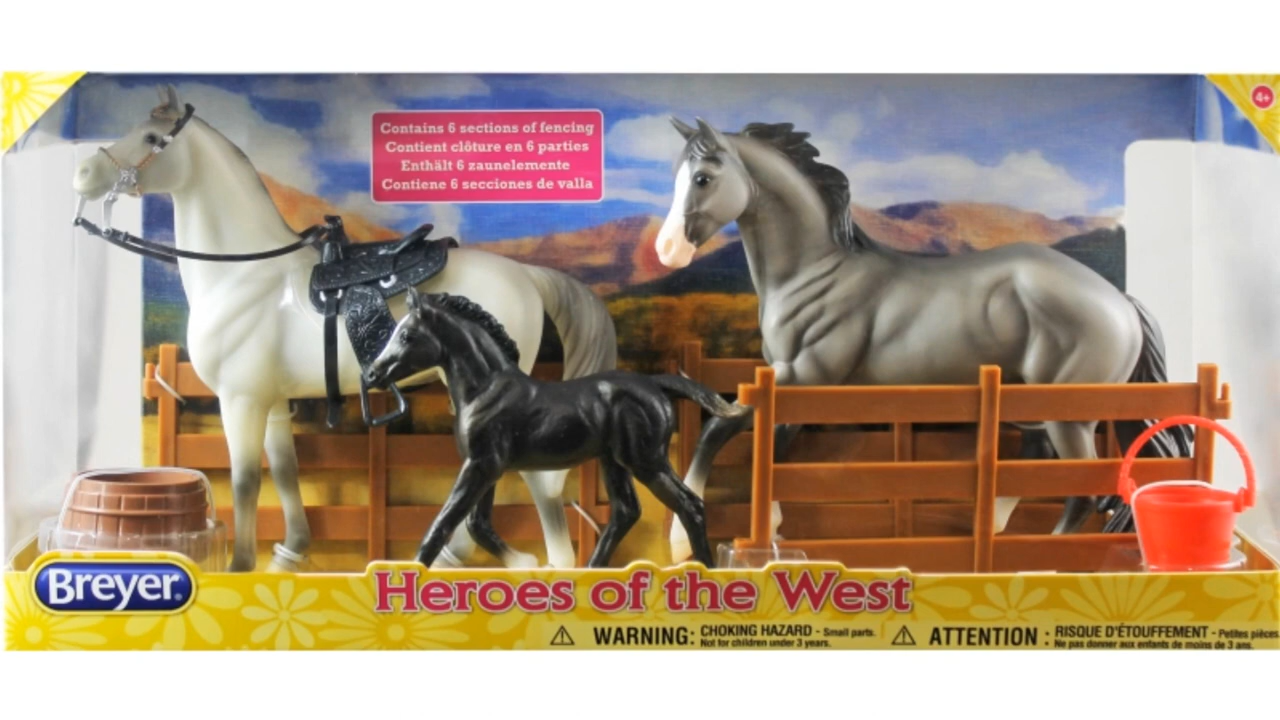 4+
Contains 6 sections of fencing
Contient clôture en 6 parties
Enthält 6 zaunelemente
Contiene 6 secciones de valla
Breyer®
Heroes of the West
WARNING: CHOKING HAZARD - Small parts.
Not for children under 3 years.
ATTENTION : RISQUE D'ÉTOUFFEMENT - Petites pièces
Ne pas donner aux enfants de moins de 3 ans.